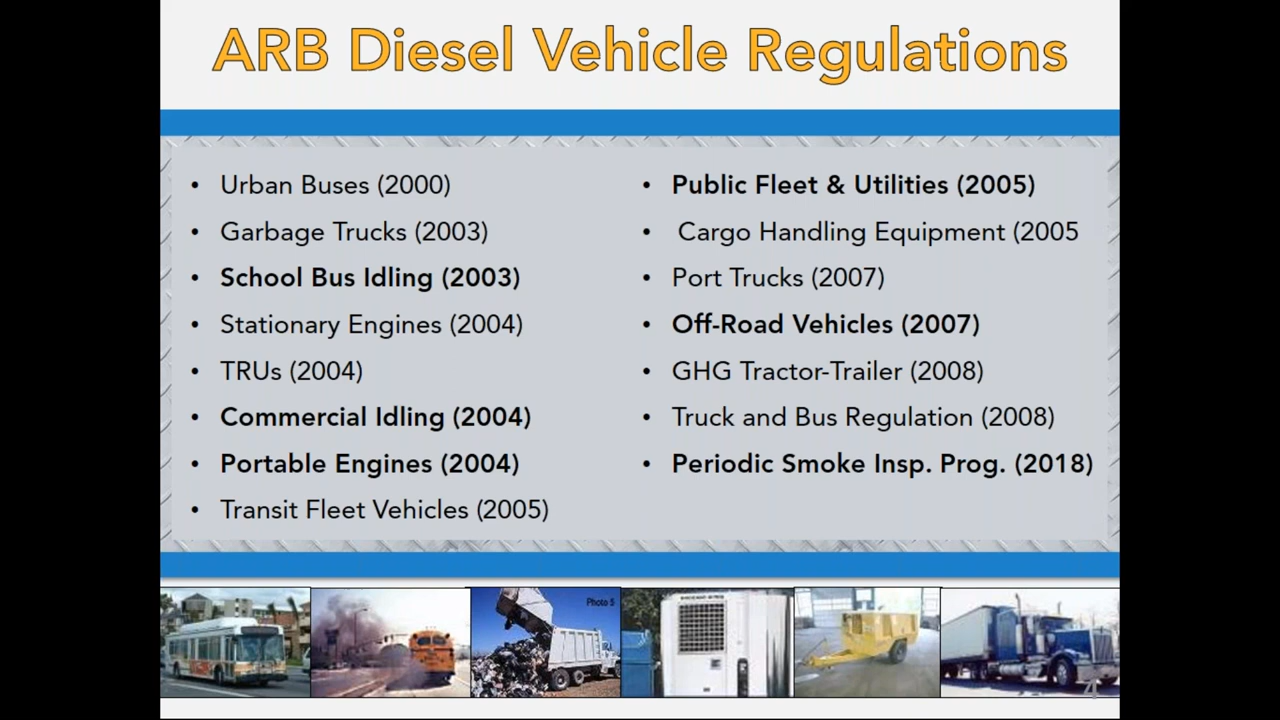 ARB Diesel Vehicle Regulations
• Urban Buses (2000)
• Garbage Trucks (2003)
• School Bus Idling (2003)
• Stationary Engines (2004)
• TRUs (2004)
• Commercial Idling (2004)
• Portable Engines (2004)
• Transit Fleet Vehicles (2005)
• Public Fleet & Utilities (2005)
• Cargo Handling Equipment (2005
• Port Trucks (2007)
• Off-Road Vehicles (2007)
• GHG Tractor-Trailer (2008)
• Truck and Bus Regulation (2008)
• Periodic Smoke Insp. Prog. (2018)
Photo 5
4